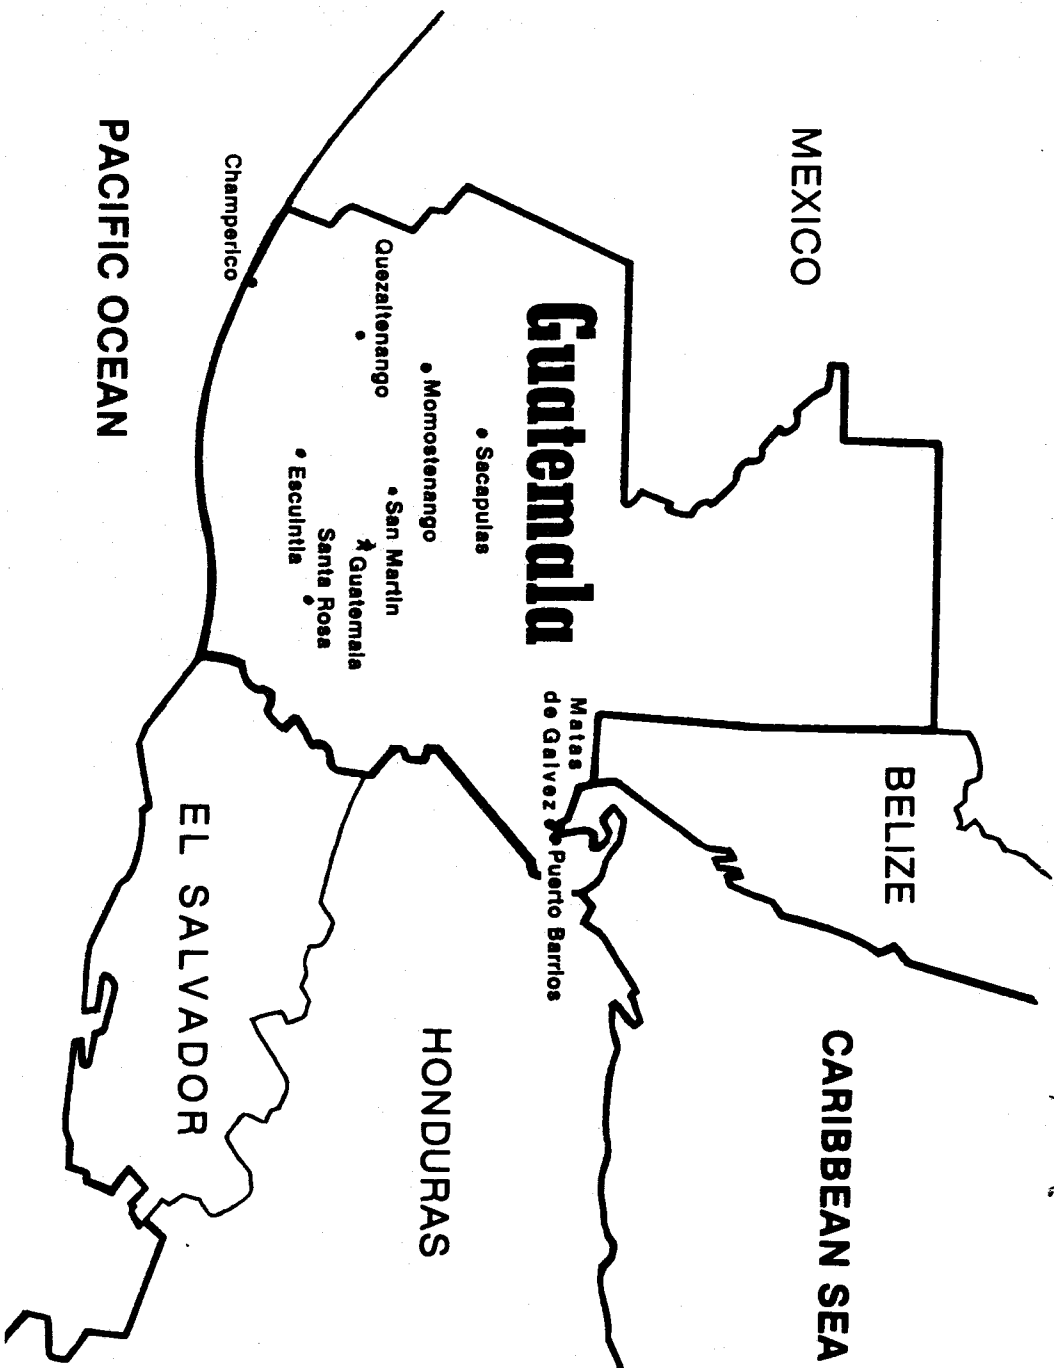 MEXICO
BELIZE
CARIBBEAN SEA
Guatemala
Matas
de Galvez
Puerto Barrios
Sacapulas
Momostenango
Quezaltenango
San Martin
Guatemala
Santa Rosa
Escuintla
Champerico
HONDURAS
EL SALVADOR
PACIFIC OCEAN